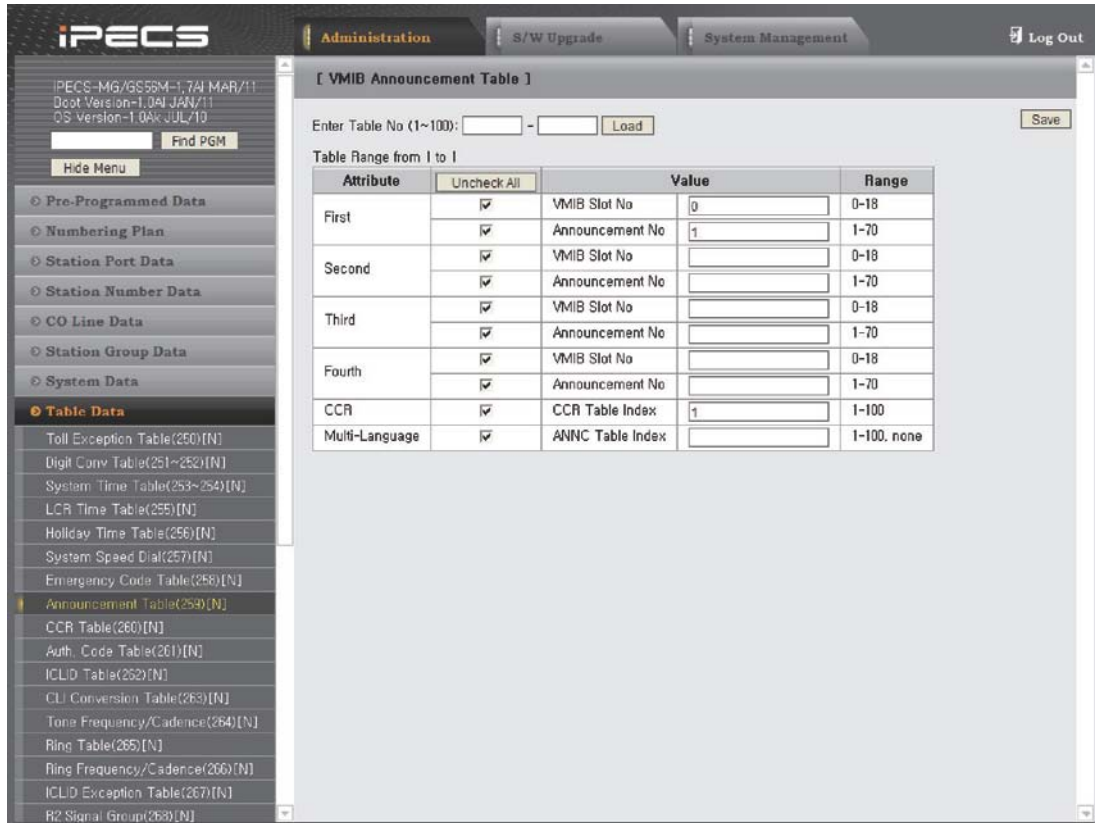 iPECS
Administration
S/W Upgrade
System Management
Log Out
IPECS-MG/GS56M-1,7AI MAR/11
Boot Version-1.0AI JAN/11
OS Version-1.0Ak JUL/10
Find PGM
Hide Menu
Pre-Programmed Data
Numbering Plan
Station Port Data
Station Number Data
CO Line Data
Station Group Data
System Data
Table Data
Toll Exception Table(250)[N]
Digit Conv Table(251~252)[N]
System Time Table(253~254)[N]
LCR Time Table(255)[N]
Holiday Time Table(256)[N]
System Speed Dial(257)[N]
Emergency Code Table(258)[N]
Announcement Table(259)[N]
CCR Table(260)[N]
Auth. Code Table(261)[N]
ICLID Table(262)[N]
CLI Conversion Table(263)[N]
Tone Frequency/Cadence(264)[N]
Ring Table(265)[N]
Ring Frequency/Cadence(266)[N]
ICLID Exception Table(267)[N]
R2 Signal Group(268)[N]
[ VMIB Announcement Table ]
Enter Table No (1~100): - Load
Save
Table Range from 1 to 1
Attribute Uncheck All Value Range
First VMIB Slot No 0 0-18
Announcement No 1 1-70
Second VMIB Slot No 0-18
Announcement No 1-70
Third VMIB Slot No 0-18
Announcement No 1-70
Fourth VMIB Slot No 0-18
Announcement No 1-70
CCR CCR Table Index 1 1-100
Multi-Language ANNC Table Index 1-100, none